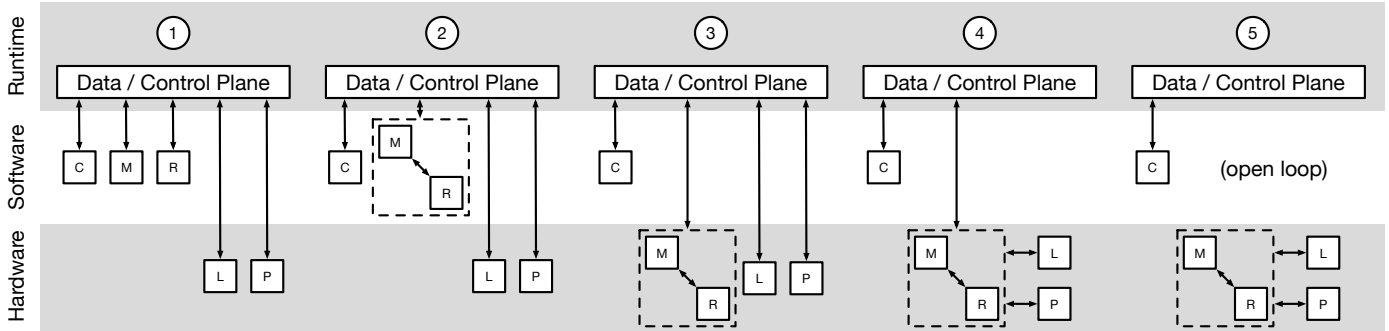 Runtime
1
2
3
4
5
Data / Control Plane
Data / Control Plane
Data / Control Plane
Data / Control Plane
Data / Control Plane
Software
C
M
R
C
M
R
C
C
C
(open loop)
Hardware
L
P
L
P
M
R
L
P
M
R
L
P
M
R
L
P